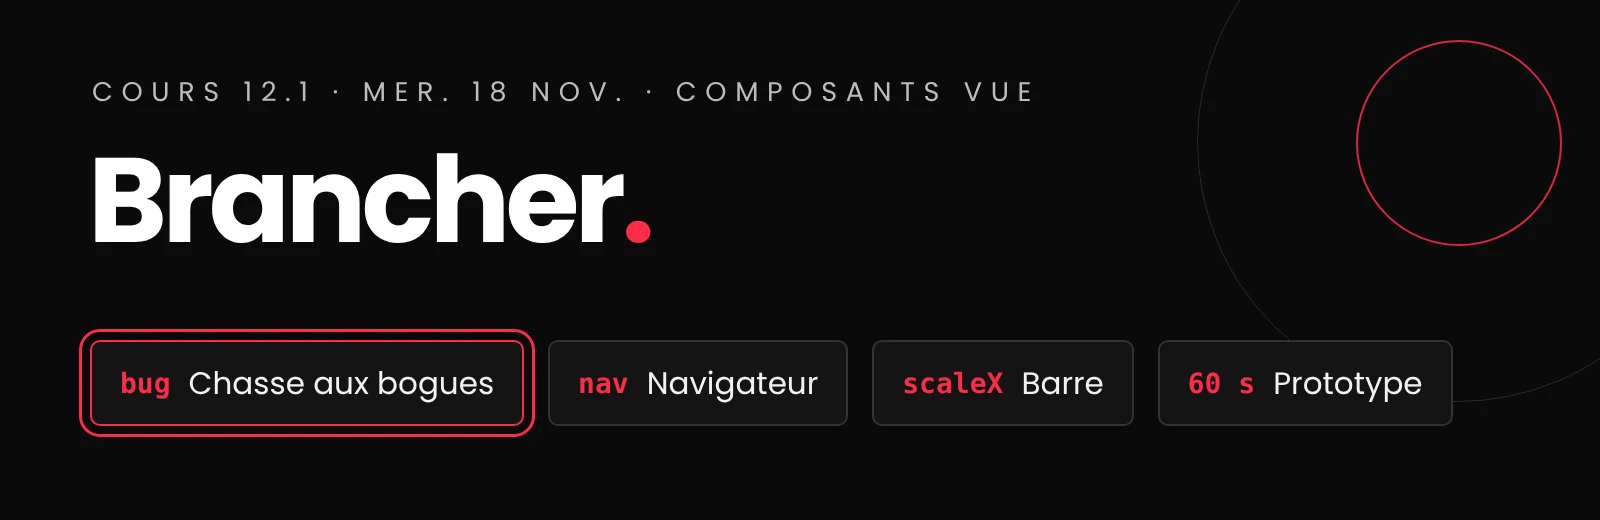 COURS 12.1 · MER. 18 NOV. · COMPOSANTS VUE
Brancher.
bug Chasse aux bogues nav Navigateur scaleX Barre 60 s Prototype